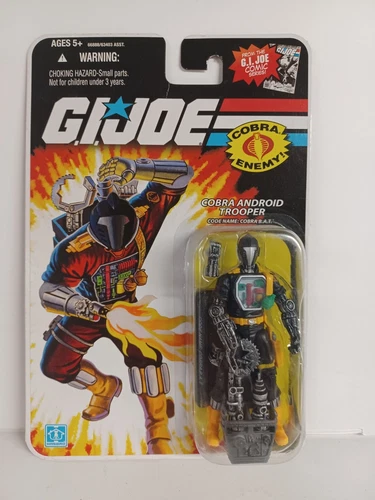 AGES 5+
WARNING:
CHOKING HAZARD-Small parts.
Not for children under 3 years.
FROM THE
G.I. JOE
COMIC
SERIES!
G.I.JOE
COBRA
ENEMY!
COBRA ANDROID
TROOPER
CODE NAME: COBRA B.A.T.